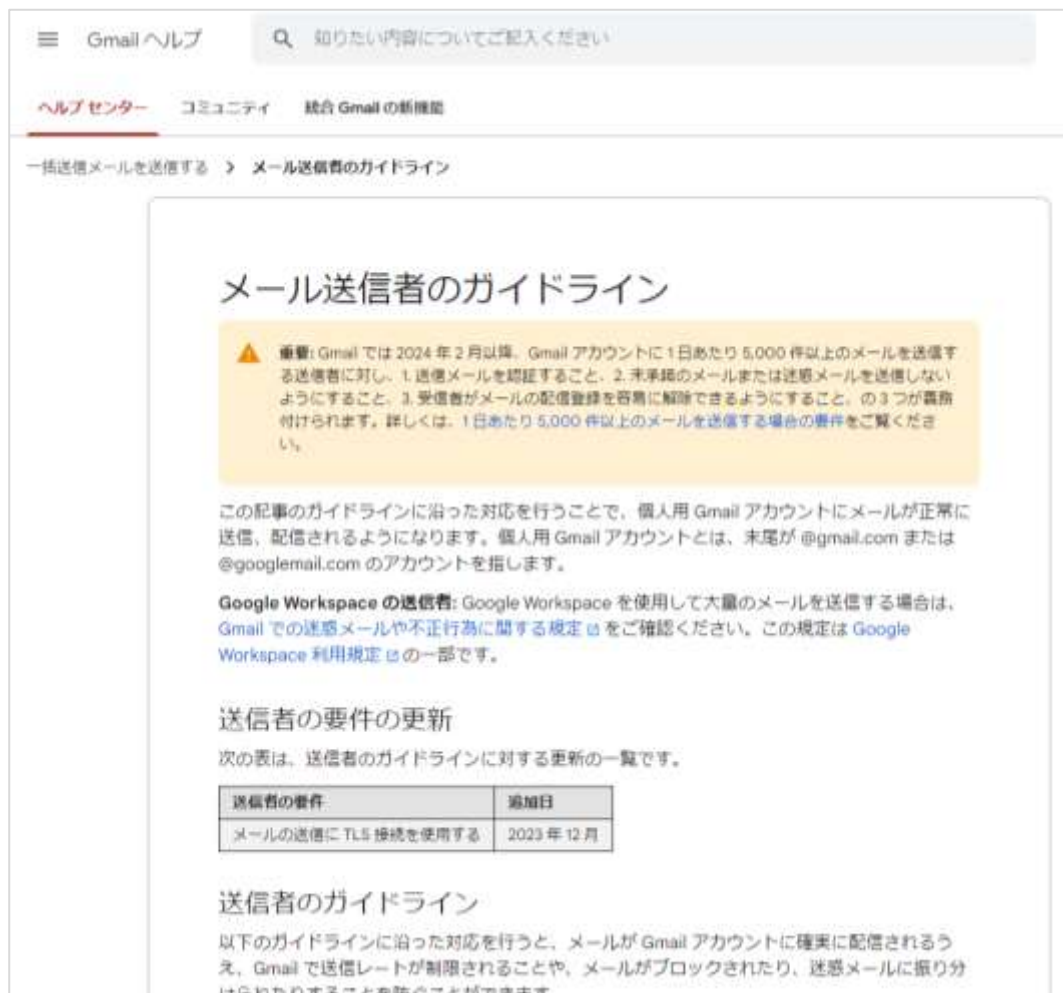 Gmail ヘルプ
知りたい内容についてご記入ください
ヘルプ センター コミュニティ 統合 Gmail の新機能
一括送信メールを送信する > メール送信者のガイドライン
メール送信者のガイドライン
重要: Gmail では 2024 年 2 月以降、Gmail アカウントに 1 日あたり 5,000 件以上のメールを送信す
る送信者に対し、1. 送信メールを認証すること、2. 未承諾のメールまたは迷惑メールを送信しない
ようにすること、3. 受信者がメールの配信登録を容易に解除できるようにすること、の 3 つが義務
付けられます。詳しくは、1 日あたり 5,000 件以上のメールを送信する場合の要件をご覧くださ
い。
この記事のガイドラインに沿った対応を行うことで、個人用 Gmail アカウントにメールが正常に
送信、配信されるようになります。個人用 Gmail アカウントとは、末尾が @gmail.com または
@googlemail.com のアカウントを指します。
Google Workspace の送信者: Google Workspace を使用して大量のメールを送信する場合は、
Gmail での迷惑メールや不正行為に関する規定 をご確認ください。この規定は Google
Workspace 利用規定 の一部です。
送信者の要件の更新
次の表は、送信者のガイドラインに対する更新の一覧です。
送信者の要件 追加日
メールの送信に TLS 接続を使用する 2023 年 12 月
送信者のガイドライン
以下のガイドラインに沿った対応を行うと、メールが Gmail アカウントに確実に配信されるう
え、Gmail で送信レートが制限されることや、メールがブロックされたり、迷惑メールに振り分
けられたりすることを防ぐことができます。